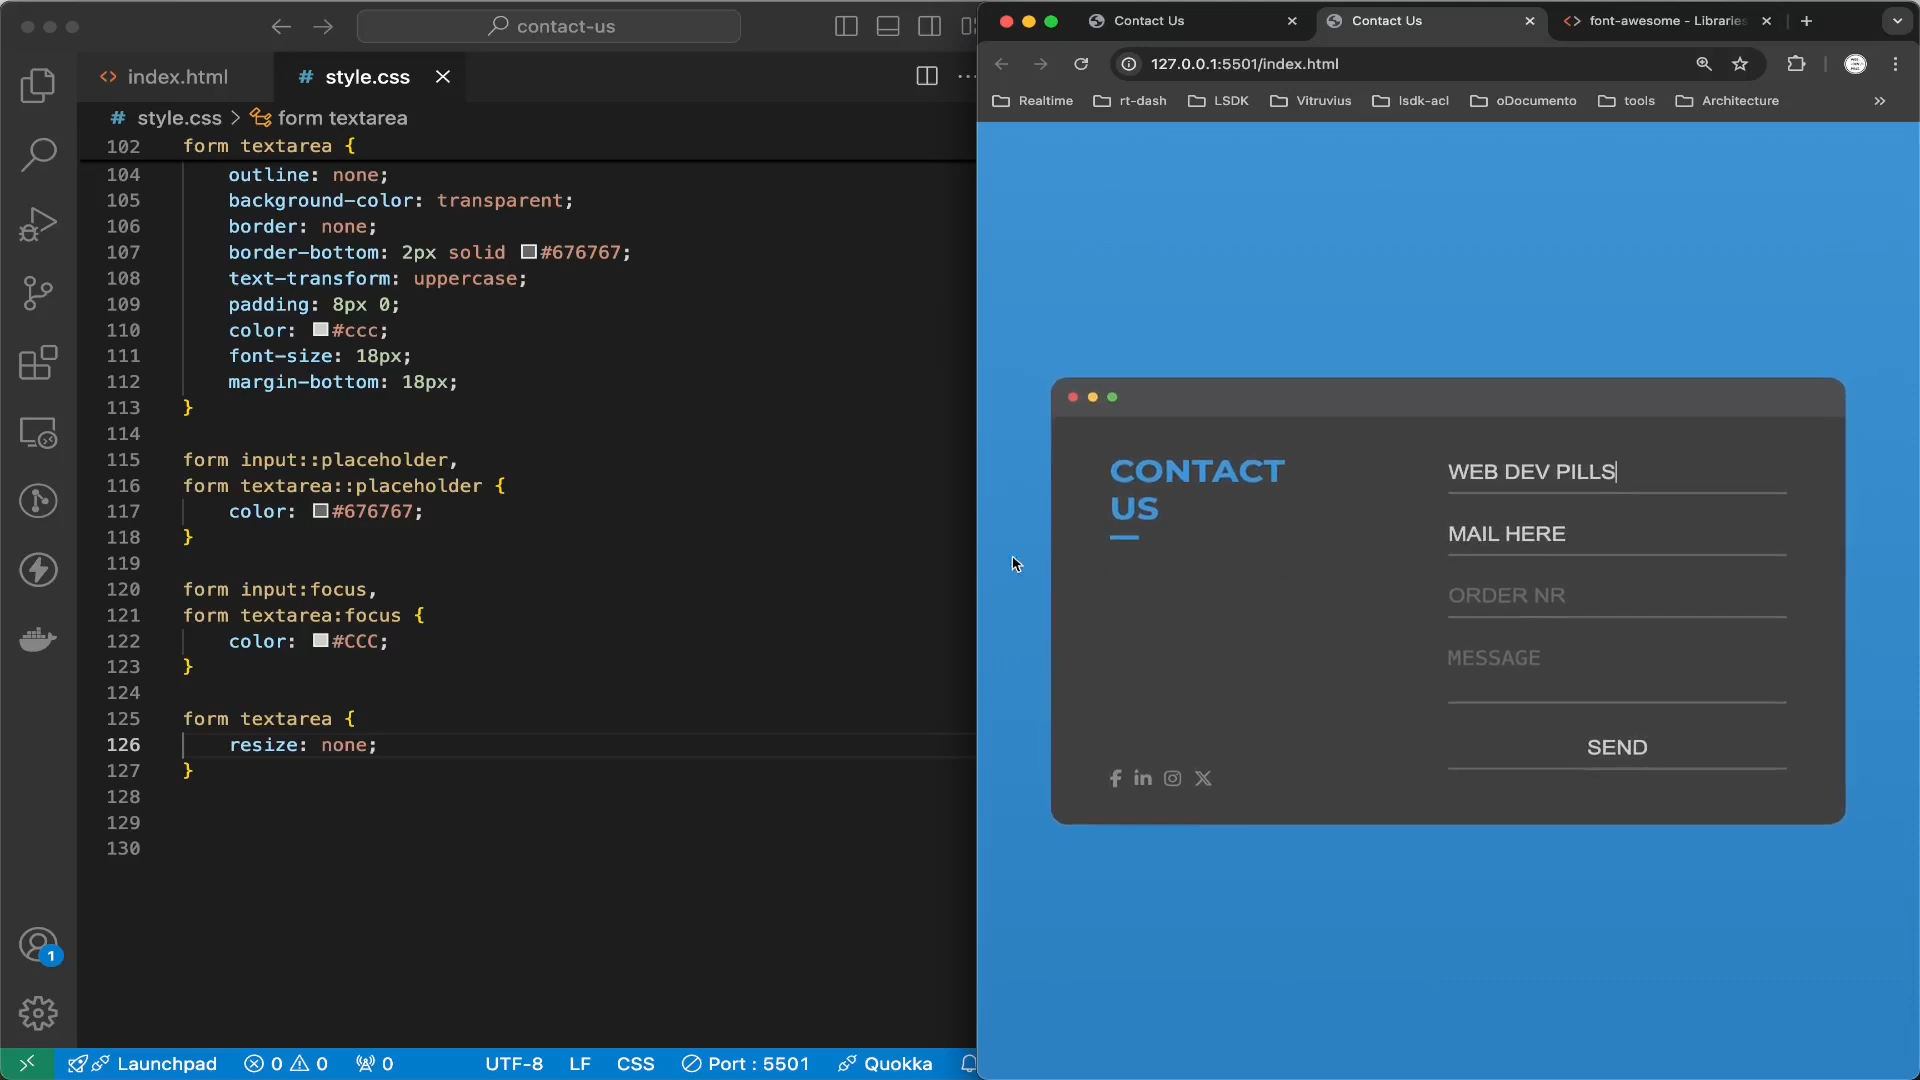 contact-us
index.html
# style.css
# style.css > form textarea
102 form textarea {
104 outline: none;
105 background-color: transparent;
106 border: none;
107 border-bottom: 2px solid #676767;
108 text-transform: uppercase;
109 padding: 8px 0;
110 color: #ccc;
111 font-size: 18px;
112 margin-bottom: 18px;
113 }
114
115 form input::placeholder,
116 form textarea::placeholder {
117 color: #676767;
118 }
119
120 form input:focus,
121 form textarea:focus {
122 color: #CCC;
123 }
124
125 form textarea {
126 resize: none;
127 }
128
129
130
1
Launchpad 0 0 0 UTF-8 LF CSS Port : 5501 Quokka
Contact Us
Contact Us
font-awesome - Libraries
127.0.0.1:5501/index.html
Realtime rt-dash LSDK Vitruvius lsdk-acl oDocumento tools Architecture »
CONTACT
US
WEB DEV PILLS
MAIL HERE
ORDER NR
MESSAGE
SEND